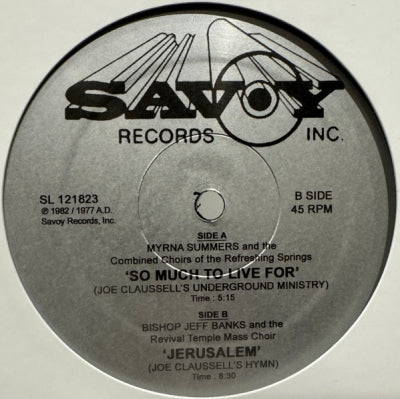 SAVOY
RECORDS INC.
SL 121823
℗ 1982 / 1977 A.D.
Savoy Records, Inc.
B SIDE
45 RPM
SIDE A
MYRNA SUMMERS and the
Combined Choirs of the Refreshing Springs
'SO MUCH TO LIVE FOR'
(JOE CLAUSSELL'S UNDERGROUND MINISTRY)
Time : 5:15
SIDE B
BISHOP JEFF BANKS and the
Revival Temple Mass Choir
'JERUSALEM'
(JOE CLAUSSELL'S HYMN)
Time : 8:30